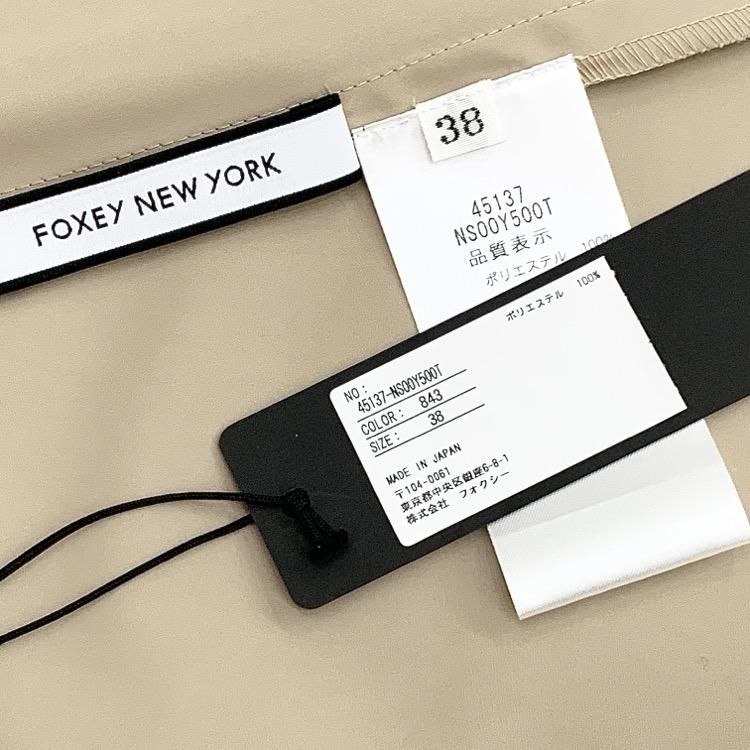 FOXEY NEW YORK
38
45137
NS00Y500T
品質表示
ポリエステル 100%
ポリエステル 100%
NO:
45137-NS00Y500T
COLOR: 843
SIZE: 38
MADE IN JAPAN
〒104-0061
東京都中央区銀座6-8-1
株式会社 フオクシー